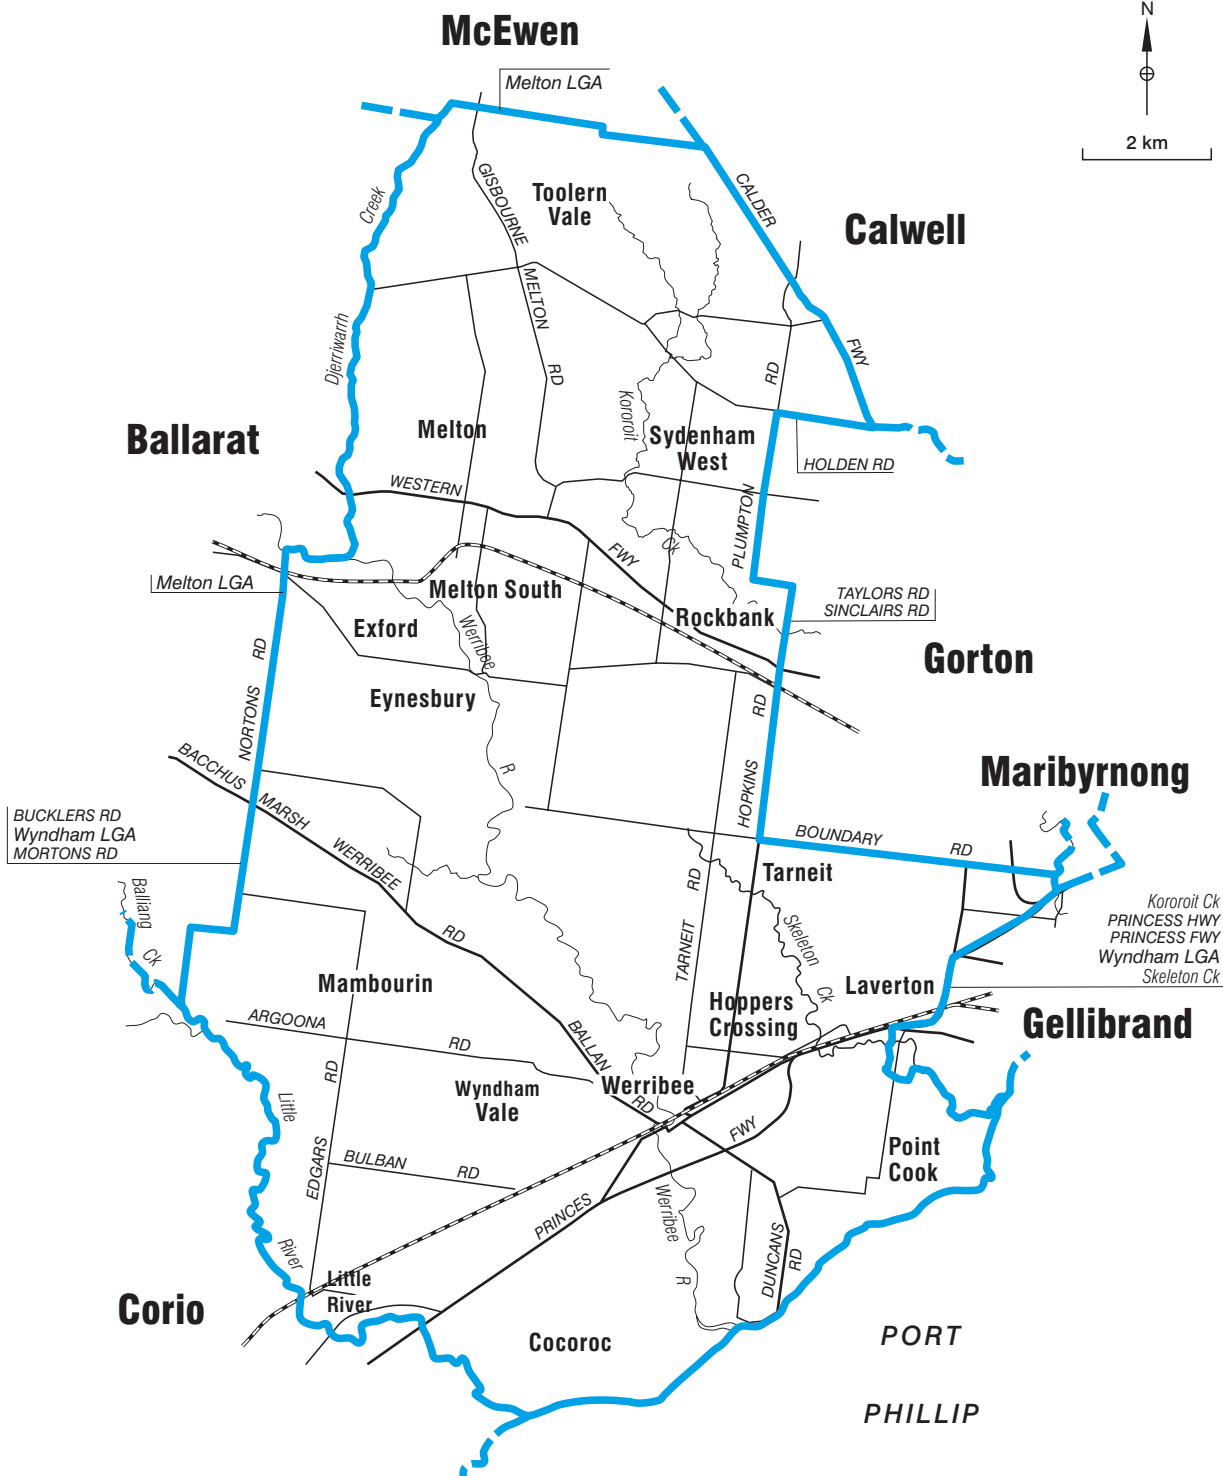 McEwen
N
Melton LGA
2 km
Creek
GISBOURNE
Toolern
Vale
CALDER
Calwell
MELTON
Djerriwarrh
FWY
RD
RD
Kororoit
Ballarat
Melton
Sydenham
West
HOLDEN RD
WESTERN
PLUMPTON
FWY
Ck
Melton LGA
Melton South
TAYLORS RD
SINCLAIRS RD
Rockbank
Exford
Werribee
RD
Gorton
Eynesbury
NORTONS
RD
BACCHUS
R
Maribyrnong
MARSH
HOPKINS
BUCKLERS RD
Wyndham LGA
MORTONS RD
WERRIBEE
BOUNDARY
RD
Tarneit
RD
Balliang
Ck
RD
TARNEIT
Skeleton
Ck
Kororoit Ck
PRINCESS HWY
PRINCESS FWY
Wyndham LGA
Skeleton Ck
Mambourin
Laverton
Hoppers
Crossing
ARGOONA
RD
BALLAN
RD
Gellibrand
RD
Wyndham
Vale
Werribee
Little
FWY
Point
Cook
EDGARS
BULBAN
RD
Werribee
R
PRINCES
River
DUNCANS
RD
Little
River
Corio
Cocoroc
PORT
PHILLIP